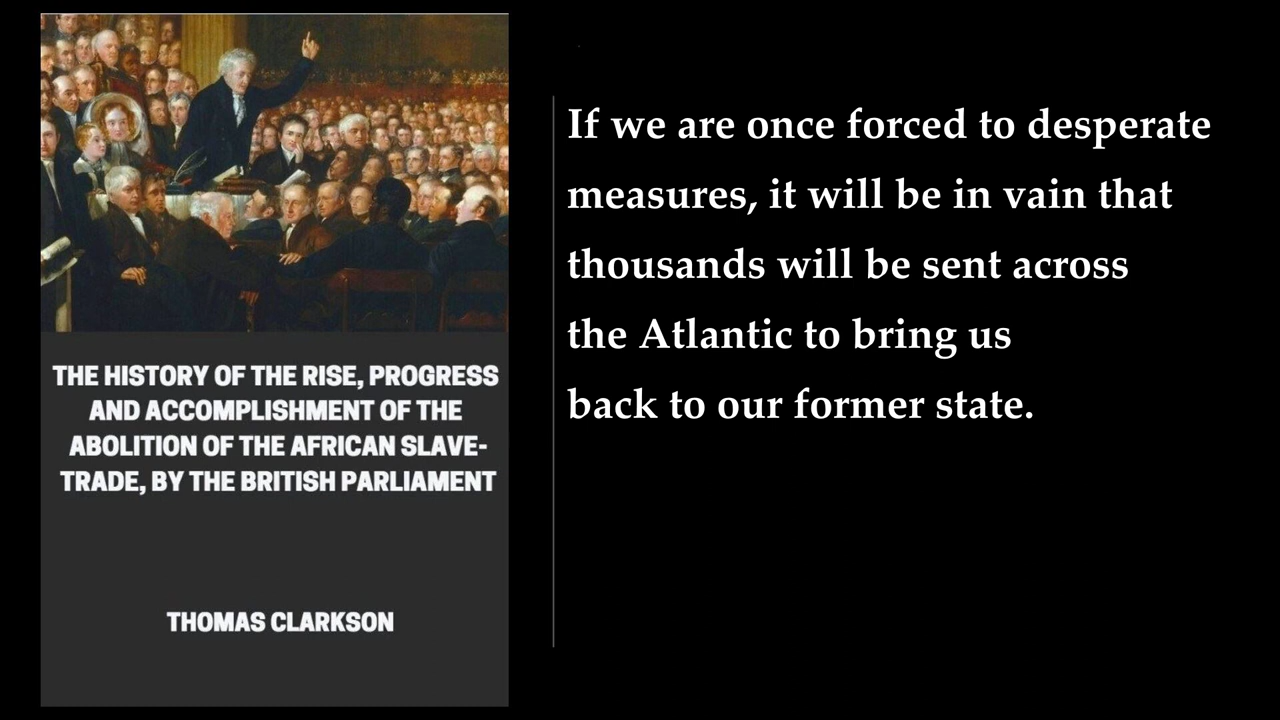 THE HISTORY OF THE RISE, PROGRESS
AND ACCOMPLISHMENT OF THE
ABOLITION OF THE AFRICAN SLAVE-
TRADE, BY THE BRITISH PARLIAMENT
THOMAS CLARKSON
If we are once forced to desperate
measures, it will be in vain that
thousands will be sent across
the Atlantic to bring us
back to our former state.